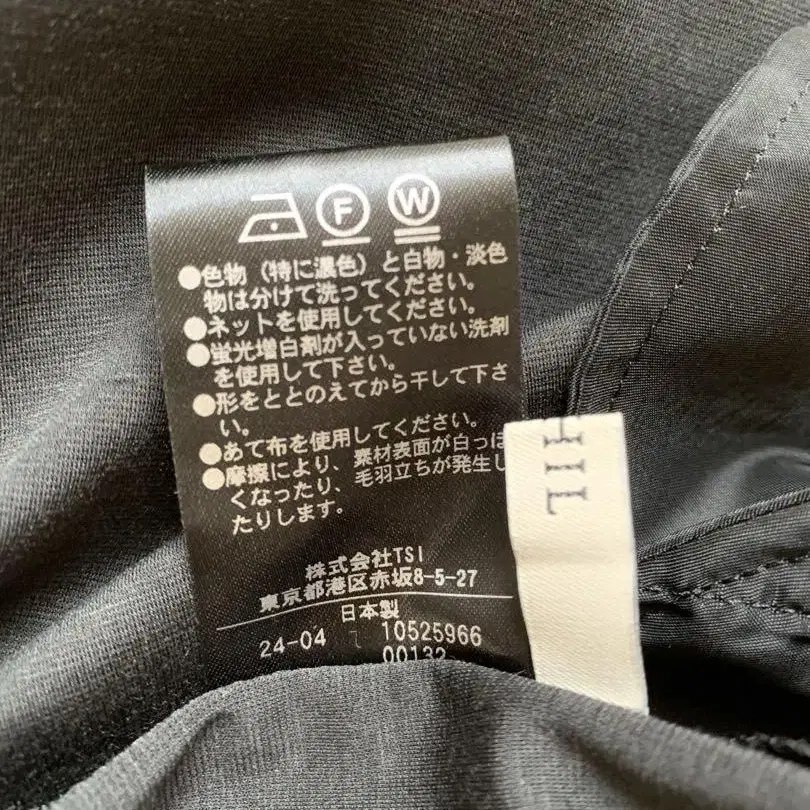 F W
●色物（特に濃色）と白物・淡色
物は分けて洗ってください。
●ネットを使用してください。
●蛍光増白剤が入っていない洗剤
を使用して下さい。
●形をととのえてから干して下さ
い。
●あて布を使用してください。
●摩擦により、素材表面が白っぽ
くなったり、毛羽立ちが発生し
たりします。
株式会社TSI
東京都港区赤坂8-5-27
日本製
24-04 10525966
00132
HIL